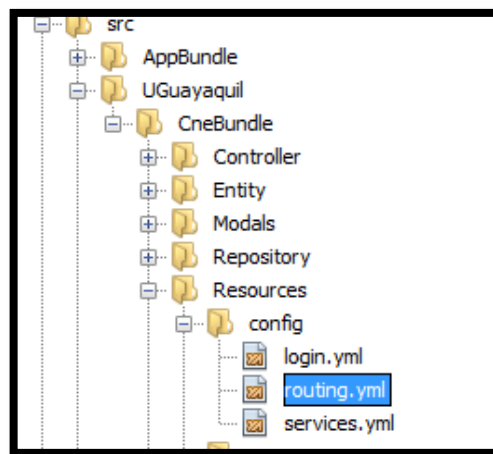 src
AppBundle
UGuayaquil
CneBundle
Controller
Entity
Modals
Repository
Resources
config
login.yml
routing.yml
services.yml